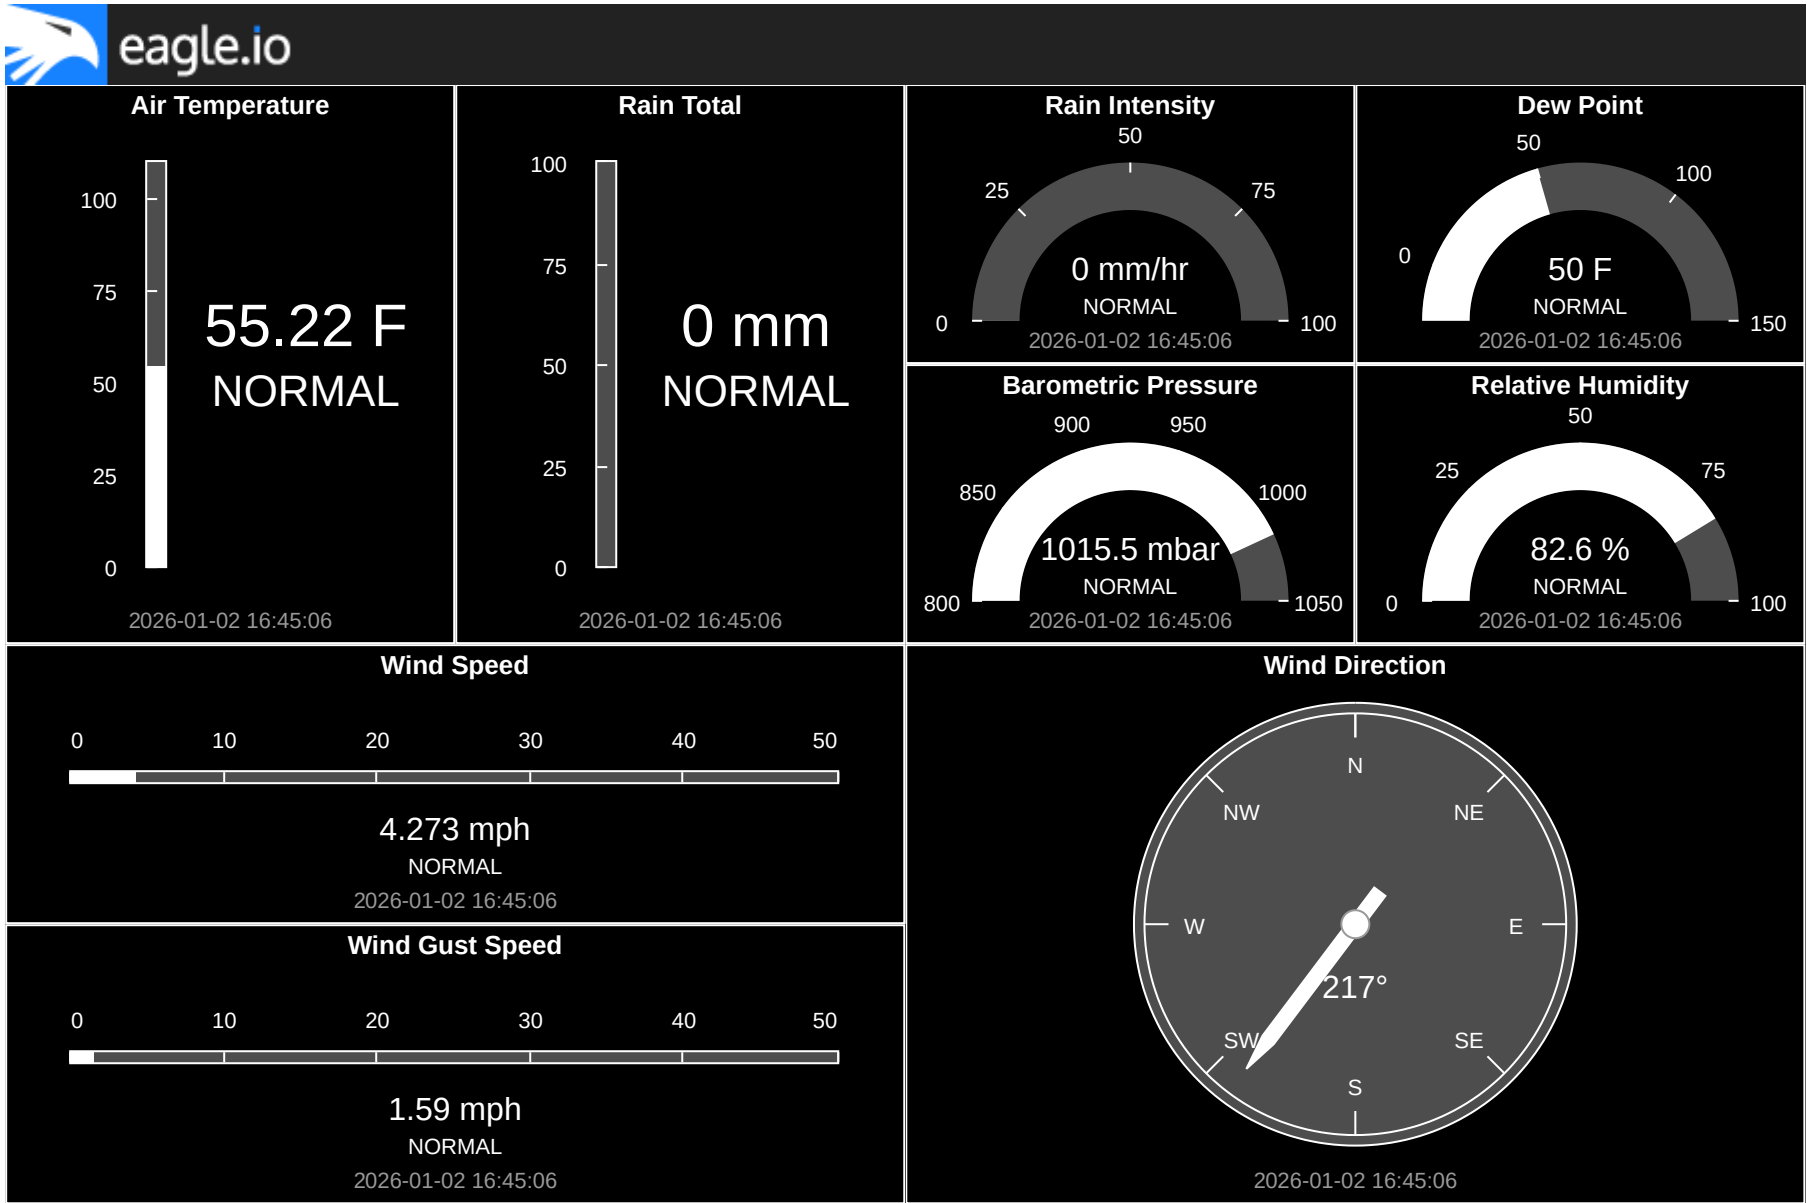 eagle.io
Air Temperature
100
75
50
25
0
55.22 F
NORMAL
2026-01-02 16:45:06
Rain Total
100
75
50
25
0
0 mm
NORMAL
2026-01-02 16:45:06
Rain Intensity
50
25
75
0
100
0 mm/hr
NORMAL
2026-01-02 16:45:06
Dew Point
50
100
0
150
50 F
NORMAL
2026-01-02 16:45:06
Barometric Pressure
900
950
850
1000
800
1050
1015.5 mbar
NORMAL
2026-01-02 16:45:06
Relative Humidity
50
25
75
0
100
82.6 %
NORMAL
2026-01-02 16:45:06
Wind Speed
0 10 20 30 40 50
4.273 mph
NORMAL
2026-01-02 16:45:06
Wind Gust Speed
0 10 20 30 40 50
1.59 mph
NORMAL
2026-01-02 16:45:06
Wind Direction
N
NW
NE
W
E
217°
SW
SE
S
2026-01-02 16:45:06